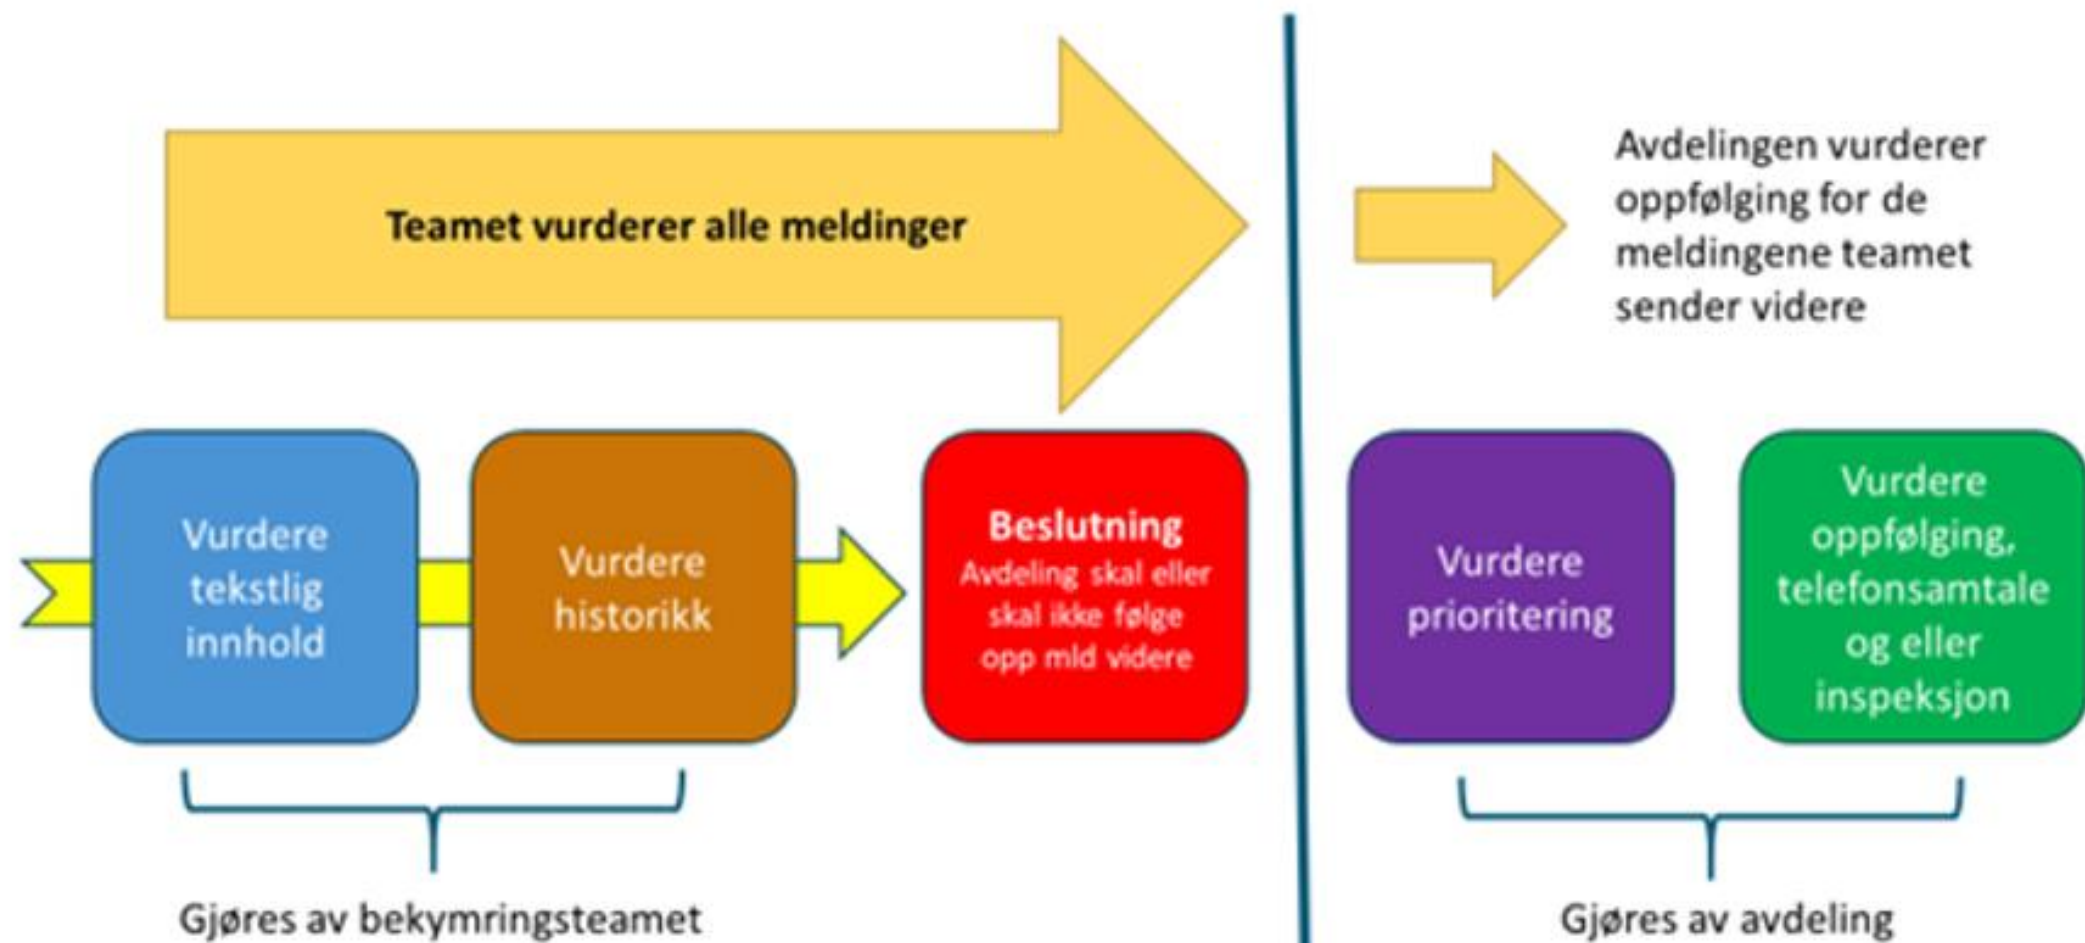 Teamet vurderer alle meldinger
Avdelingen vurderer
oppfølging for de
meldingene teamet
sender videre
Vurdere
tekstlig
innhold
Vurdere
historikk
Beslutning
Avdeling skal eller
skal ikke følge
opp mld videre
Vurdere
prioritering
Vurdere
oppfølging,
telefonsamtale
og eller
inspeksjon
Gjøres av bekymringsteamet
Gjøres av avdeling